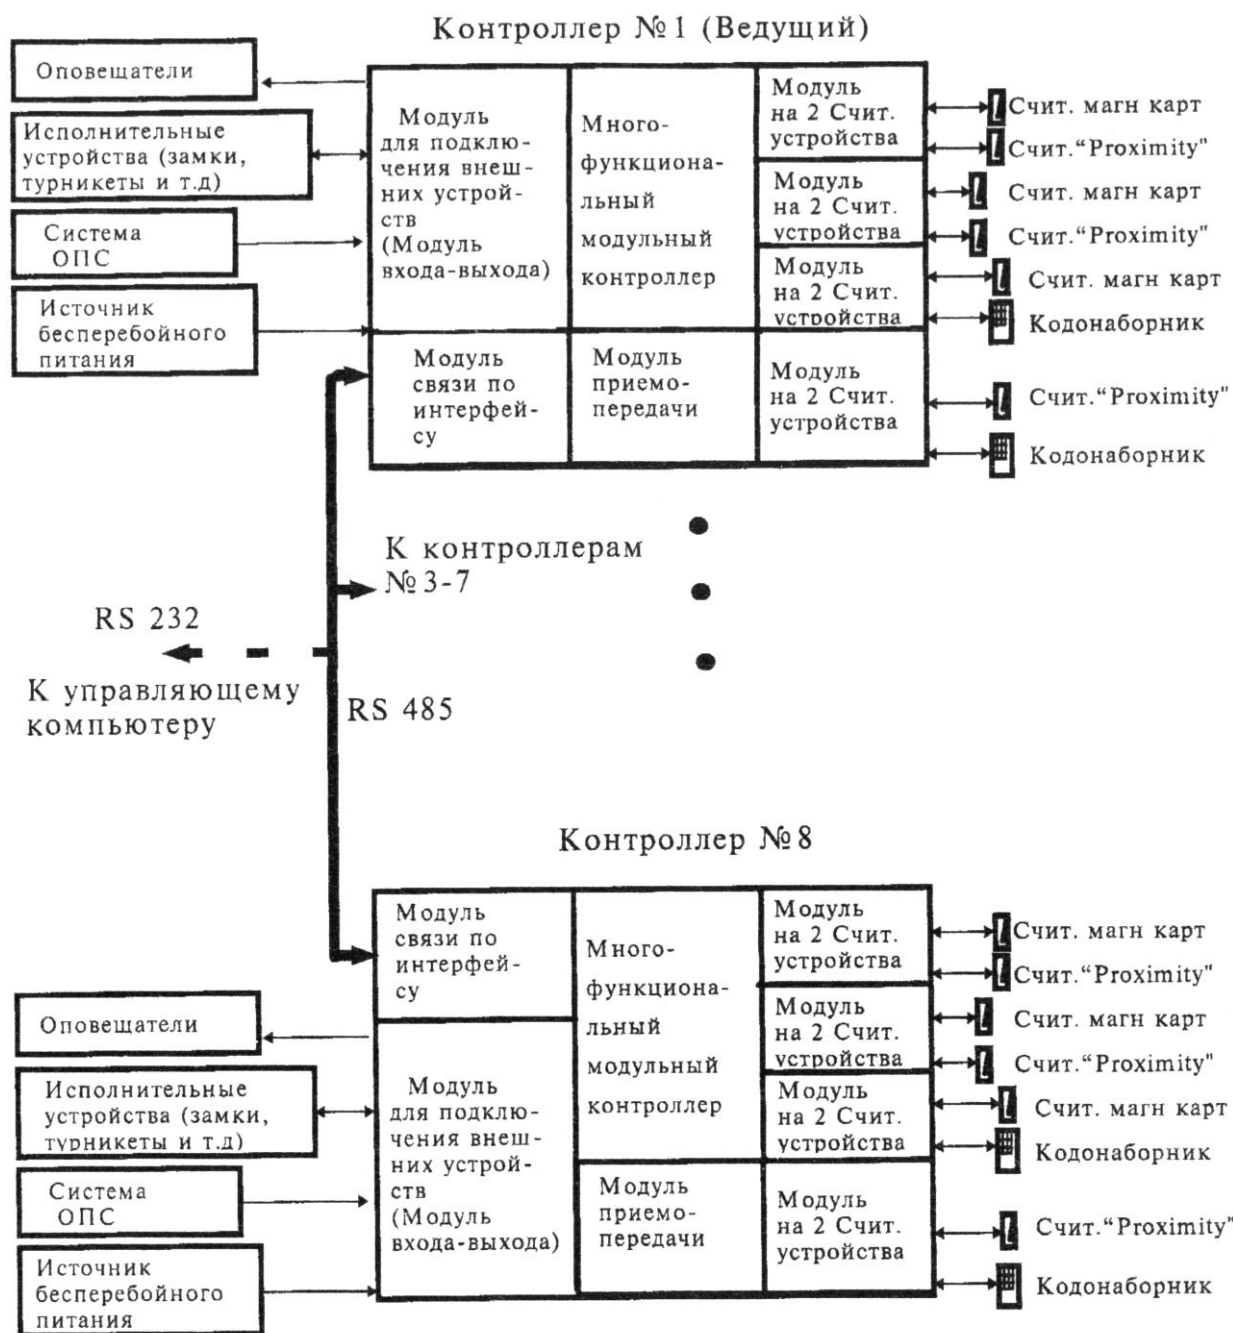 Контроллер №1 (Ведущий)
Оповещатели
Исполнительные
устройства (замки,
турникеты и т.д)
Система
ОПС
Источник
бесперебойного
питания
Модуль
для подклю-
чения внеш-
них устрой-
ств
(Модуль
входа-выхода)
Много-
функциона-
льный
модульный
контроллер
Модуль
на 2 Счит.
устройства
Модуль
на 2 Счит.
устройства
Модуль
на 2 Счит.
устройства
Модуль
связи по
интерфей-
су
Модуль
приемо-
передачи
Модуль
на 2 Счит.
устройства
Счит. магн карт
Счит.“Proximity"
Счит. магн карт
Счит.“Proximity"
Счит. магн карт
Кодонаборник
Счит.“Proximity"
Кодонаборник
К контроллерам
№3-7
RS 232
К управляющему
компьютеру
RS 485
Контроллер №8
Модуль
связи по
интерфей-
су
Оповещатели
Исполнительные
устройства (замки,
турникеты и т.д)
Система
ОПС
Источник
бесперебойного
питания
Модуль
для подклю-
чения внеш-
них устрой-
ств
(Модуль
входа-выхода)
Много-
функциона-
льный
модульный
контроллер
Модуль
приемо-
передачи
Модуль
на 2 Счит.
устройства
Модуль
на 2 Счит.
устройства
Модуль
на 2 Счит.
устройства
Модуль
на 2 Счит.
устройства
Счит. магн карт
Счит.“Proximity"
Счит. магн карт
Счит.“Proximity"
Счит. магн карт
Кодонаборник
Счит.“Proximity"
Кодонаборник